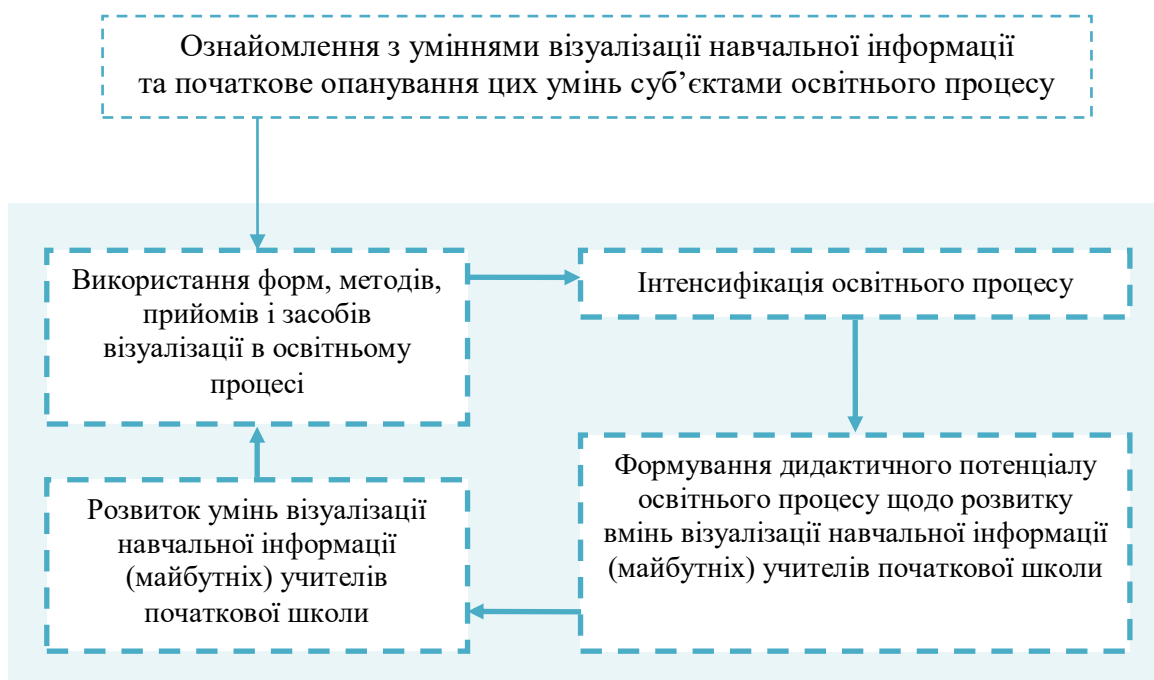 Ознайомлення з уміннями візуалізації навчальної інформації
та початкове опанування цих умінь суб’єктами освітнього процесу
Використання форм, методів,
прийомів і засобів
візуалізації в освітньому
процесі
Інтенсифікація освітнього процесу
Формування дидактичного потенціалу
освітнього процесу щодо розвитку
вмінь візуалізації навчальної інформації
(майбутніх) учителів початкової школи
Розвиток умінь візуалізації
навчальної інформації
(майбутніх) учителів
початкової школи